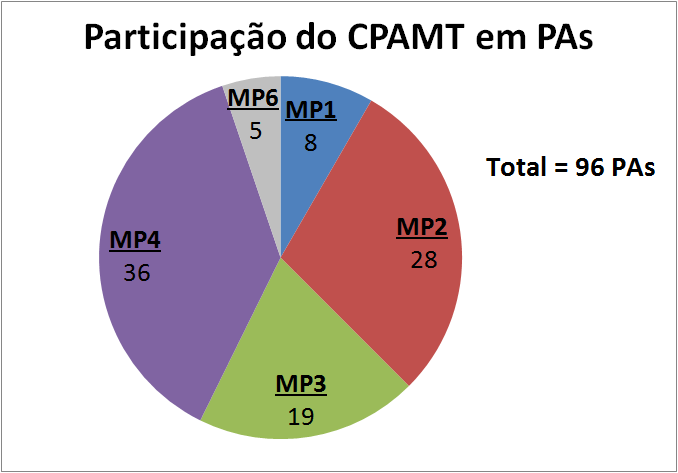 Participação do CPAMT em PAs
MP6
5
MP1
8
Total = 96 PAs
MP2
28
MP4
36
MP3
19